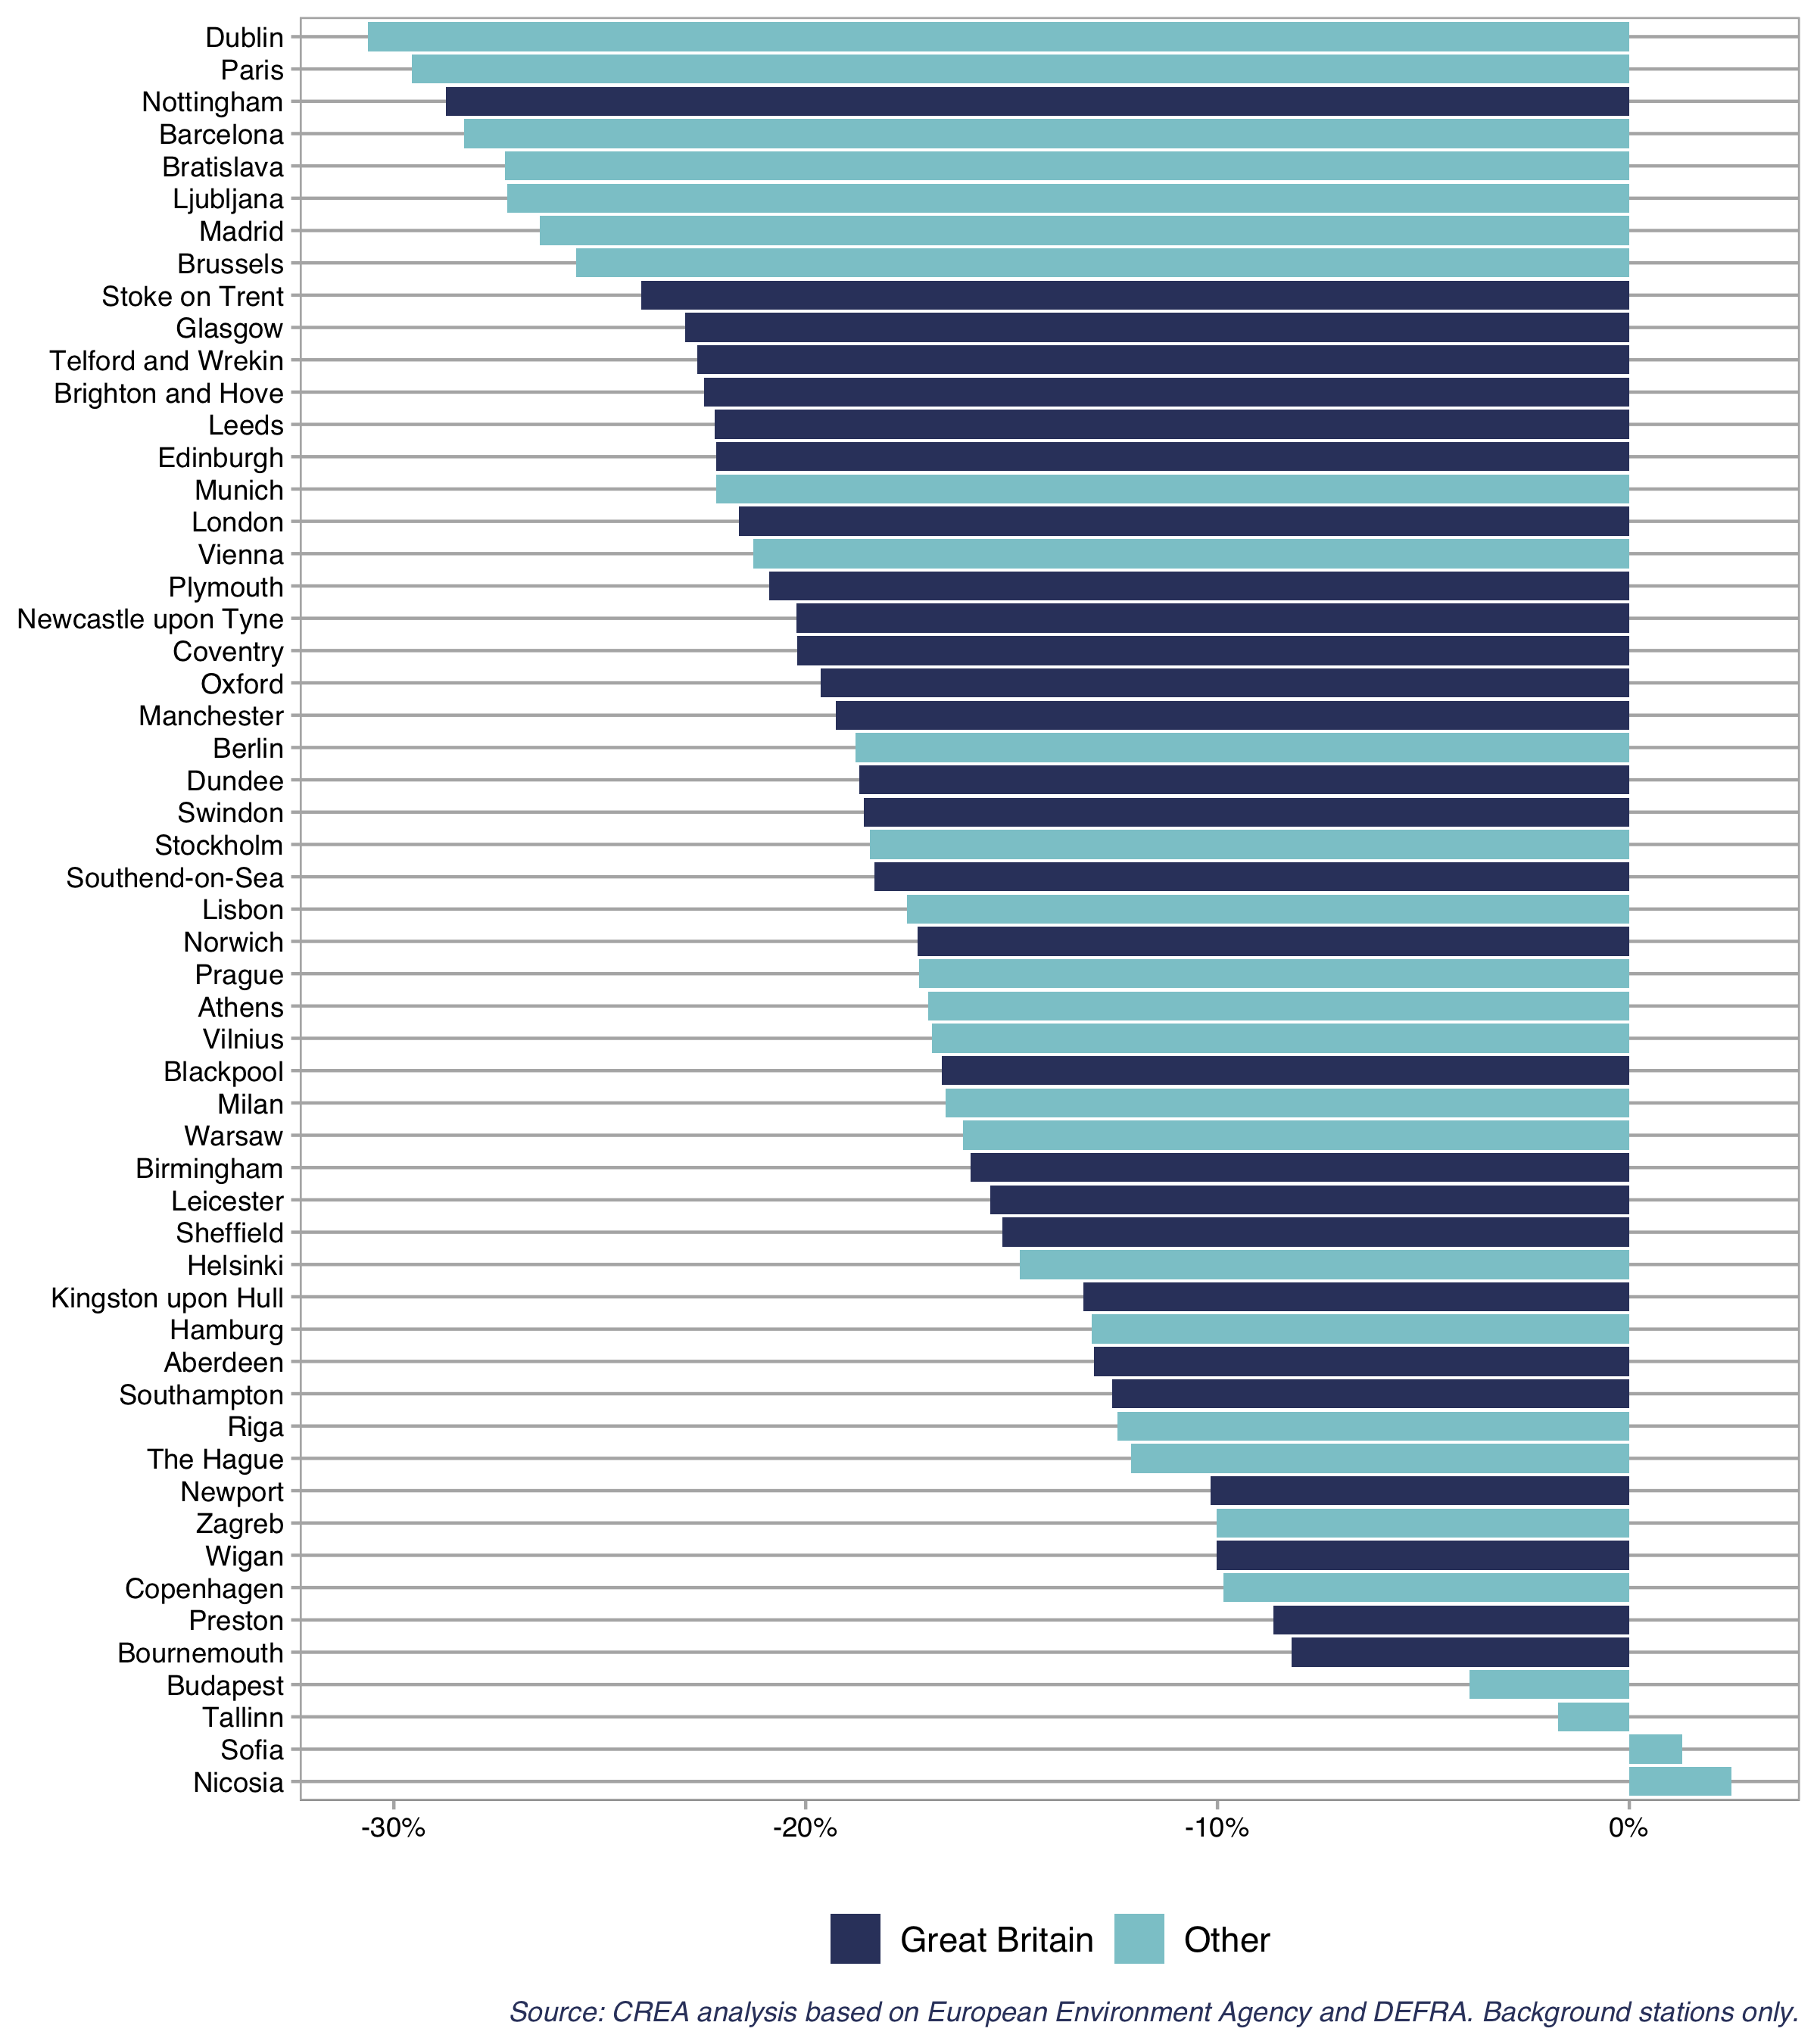 Dublin
Paris
Nottingham
Barcelona
Bratislava
Ljubljana
Madrid
Brussels
Stoke on Trent
Glasgow
Telford and Wrekin
Brighton and Hove
Leeds
Edinburgh
Munich
London
Vienna
Plymouth
Newcastle upon Tyne
Coventry
Oxford
Manchester
Berlin
Dundee
Swindon
Stockholm
Southend-on-Sea
Lisbon
Norwich
Prague
Athens
Vilnius
Blackpool
Milan
Warsaw
Birmingham
Leicester
Sheffield
Helsinki
Kingston upon Hull
Hamburg
Aberdeen
Southampton
Riga
The Hague
Newport
Zagreb
Wigan
Copenhagen
Preston
Bournemouth
Budapest
Tallinn
Sofia
Nicosia
-30% -20% -10% 0%
Great Britain Other
Source: CREA analysis based on European Environment Agency and DEFRA. Background stations only.